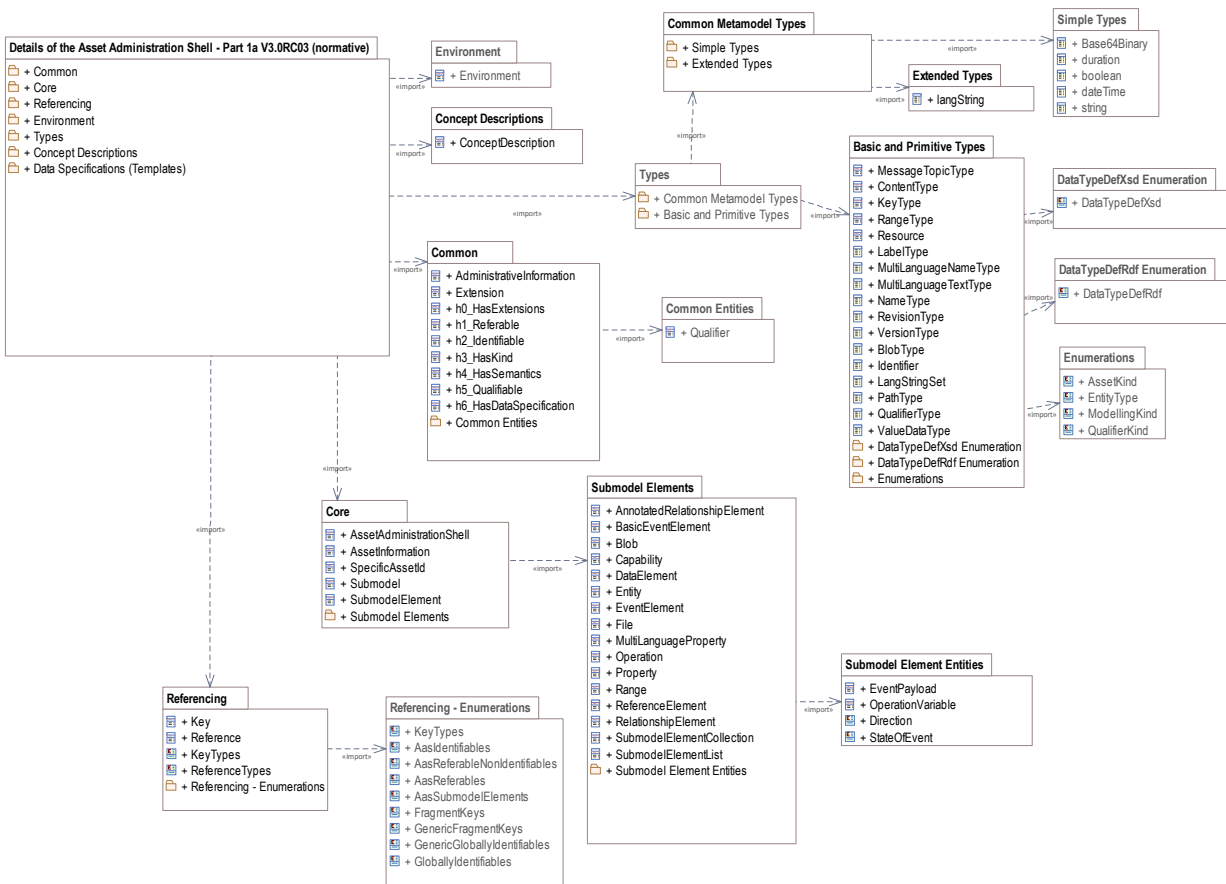 Details of the Asset Administration Shell - Part 1a V3.0RC03 (normative)
+ Common
+ Core
+ Referencing
+ Environment
+ Types
+ Concept Descriptions
+ Data Specifications (Templates)
«import»
Environment
+ Environment
«import»
Concept Descriptions
+ ConceptDescription
«import»
Types
+ Common Metamodel Types
+ Basic and Primitive Types
«import»
Common Metamodel Types
+ Simple Types
+ Extended Types
«import»
Simple Types
+ Base64Binary
+ duration
+ boolean
+ dateTime
+ string
«import»
Extended Types
+ langString
«import»
Basic and Primitive Types
+ MessageTopicType
+ ContentType
+ KeyType
+ RangeType
+ Resource
+ LabelType
+ MultiLanguageNameType
+ MultiLanguageTextType
+ NameType
+ RevisionType
+ VersionType
+ BlobType
+ Identifier
+ LangStringSet
+ PathType
+ QualifierType
+ ValueDataType
+ DataTypeDefXsd Enumeration
+ DataTypeDefRdf Enumeration
+ Enumerations
«import»
DataTypeDefXsd Enumeration
+ DataTypeDefXsd
«import»
DataTypeDefRdf Enumeration
+ DataTypeDefRdf
«import»
Enumerations
+ AssetKind
+ EntityType
+ ModellingKind
+ QualifierKind
«import»
Common
+ AdministrativeInformation
+ Extension
+ h0_HasExtensions
+ h1_Referable
+ h2_Identifiable
+ h3_HasKind
+ h4_HasSemantics
+ h5_Qualifiable
+ h6_HasDataSpecification
+ Common Entities
«import»
Common Entities
+ Qualifier
«import»
Core
+ AssetAdministrationShell
+ AssetInformation
+ SpecificAssetId
+ Submodel
+ SubmodelElement
+ Submodel Elements
«import»
Submodel Elements
+ AnnotatedRelationshipElement
+ BasicEventElement
+ Blob
+ Capability
+ DataElement
+ Entity
+ EventElement
+ File
+ MultiLanguageProperty
+ Operation
+ Property
+ Range
+ ReferenceElement
+ RelationshipElement
+ SubmodelElementCollection
+ SubmodelElementList
+ Submodel Element Entities
«import»
Submodel Element Entities
+ EventPayload
+ OperationVariable
+ Direction
+ StateOfEvent
«import»
Referencing
+ Key
+ Reference
+ KeyTypes
+ ReferenceTypes
+ Referencing - Enumerations
«import»
Referencing - Enumerations
+ KeyTypes
+ AasIdentifiables
+ AasReferableNonIdentifiables
+ AasReferables
+ AasSubmodelElements
+ FragmentKeys
+ GenericFragmentKeys
+ GenericGloballyIdentifiables
+ GloballyIdentifiables